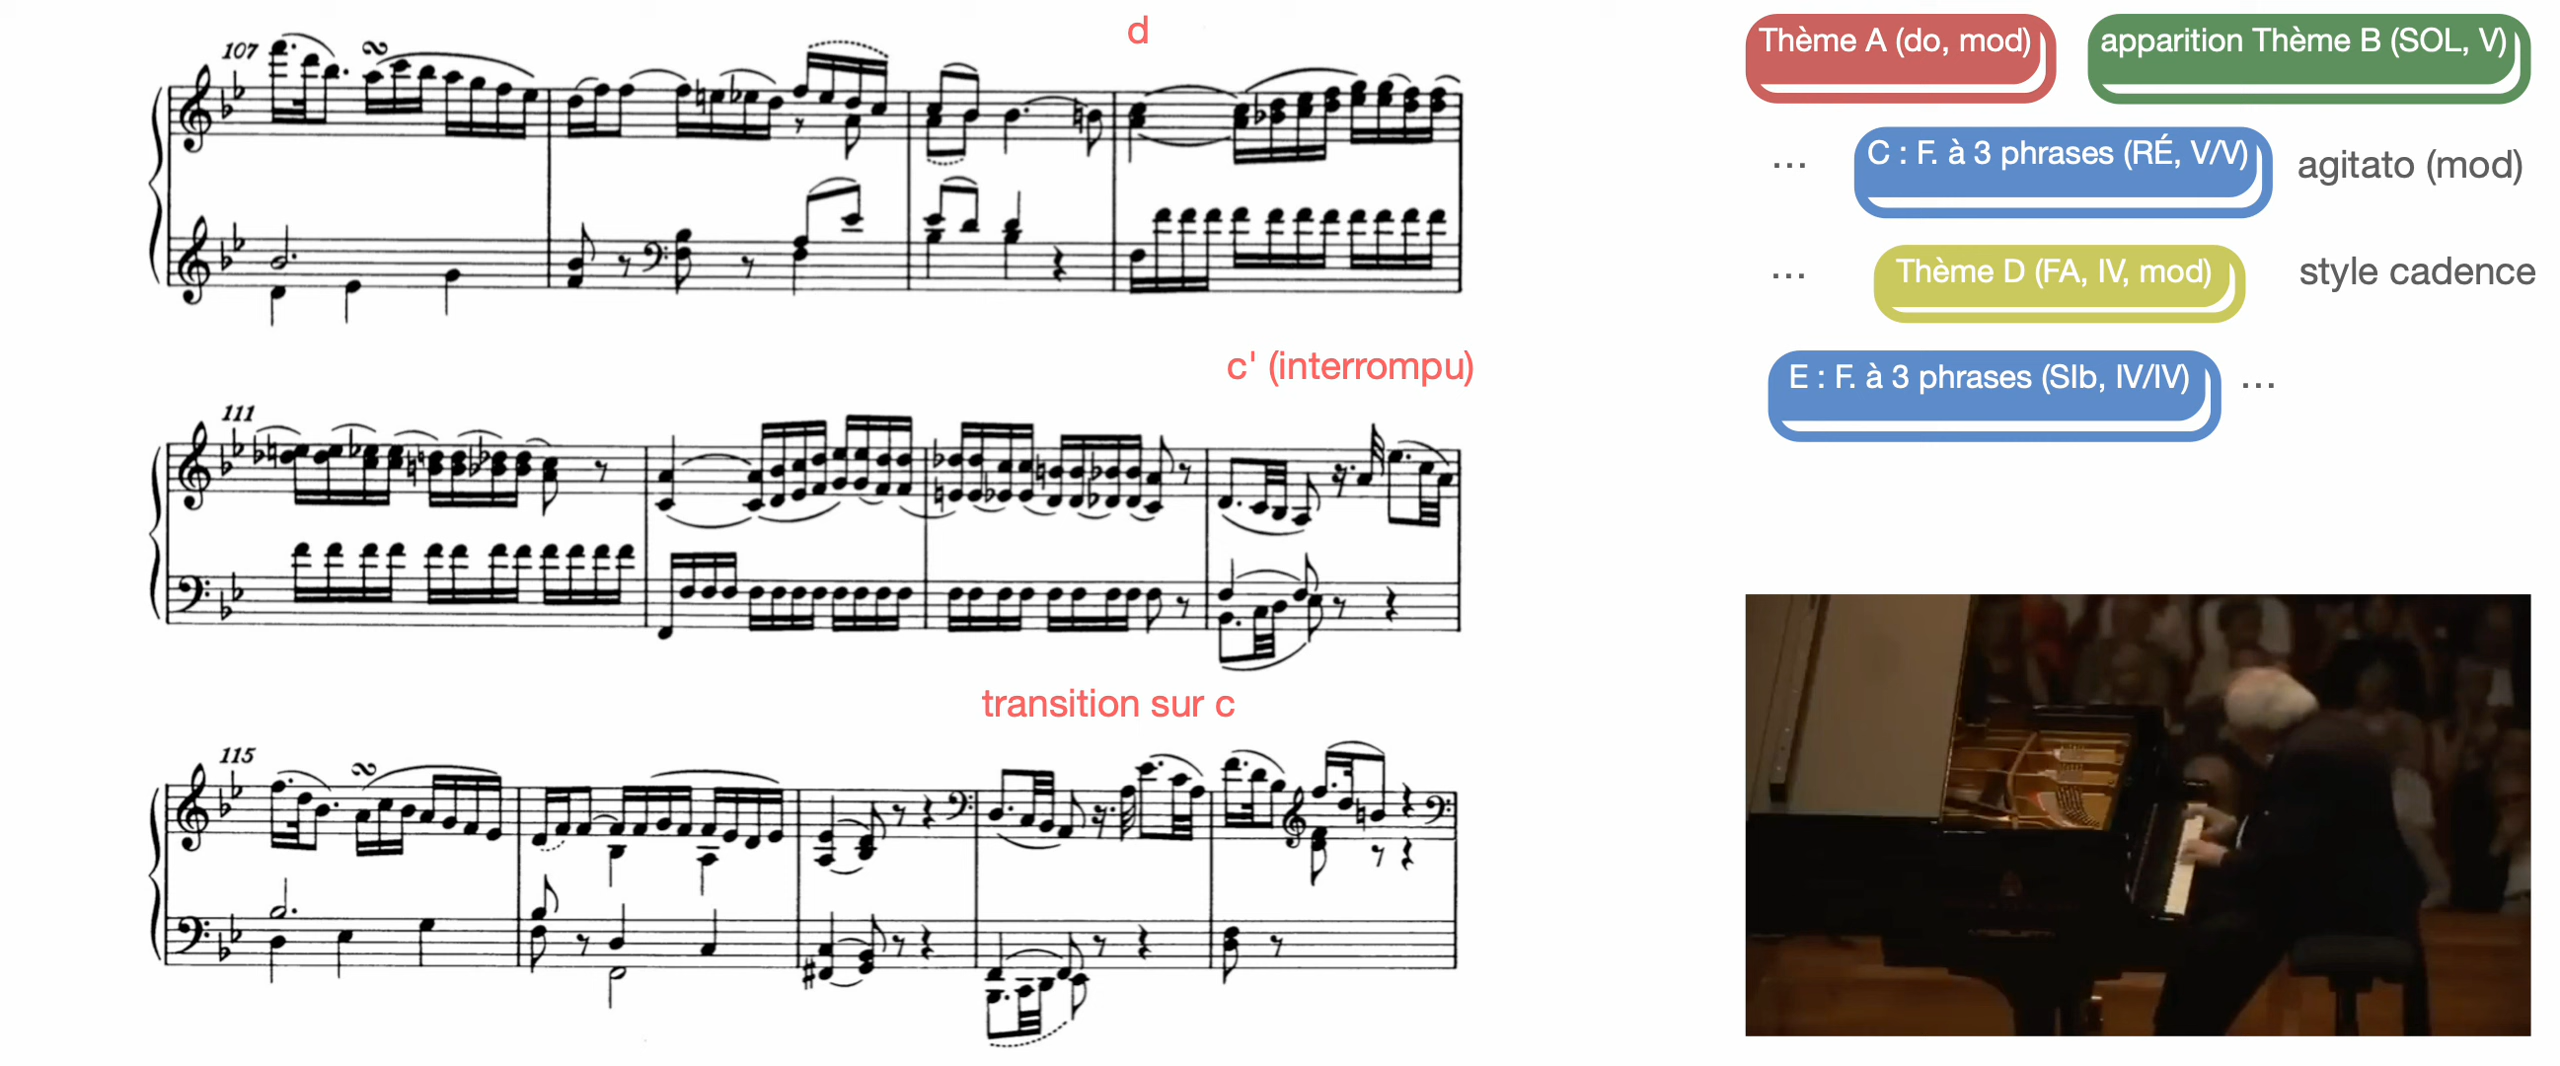 d
107
Thème A (do, mod)
apparition Thème B (SOL, V)
... C : F. à 3 phrases (RÉ, V/V) agitato (mod)
... Thème D (FA, IV, mod) style cadence
E : F. à 3 phrases (SIb, IV/IV) ...
c' (interrompu)
111
transition sur c
115